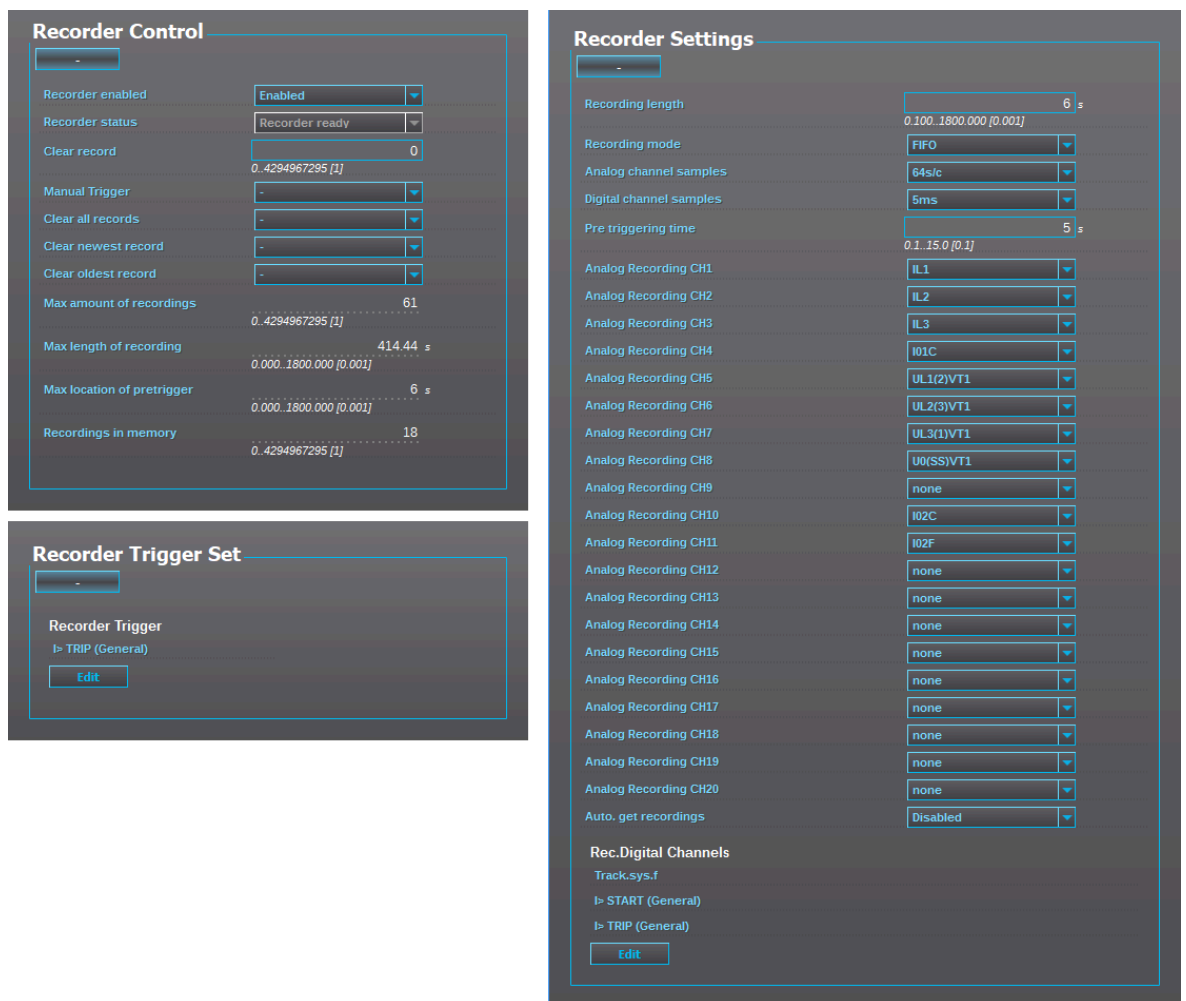 Recorder Control
-
Recorder enabled Enabled
Recorder status Recorder ready
Clear record 0
0..4294967295 [1]
Manual Trigger -
Clear all records -
Clear newest record -
Clear oldest record -
Max amount of recordings 61
0..4294967295 [1]
Max length of recording 414.44 s
0.000..1800.000 [0.001]
Max location of pretrigger 6 s
0.000..1800.000 [0.001]
Recordings in memory 18
0..4294967295 [1]
Recorder Trigger Set
-
Recorder Trigger
I> TRIP (General)
Edit
Recorder Settings
-
Recording length 6 s
0.100..1800.000 [0.001]
Recording mode FIFO
Analog channel samples 64s/c
Digital channel samples 5ms
Pre triggering time 5 s
0.1..15.0 [0.1]
Analog Recording CH1 IL1
Analog Recording CH2 IL2
Analog Recording CH3 IL3
Analog Recording CH4 I01C
Analog Recording CH5 UL1(2)VT1
Analog Recording CH6 UL2(3)VT1
Analog Recording CH7 UL3(1)VT1
Analog Recording CH8 U0(SS)VT1
Analog Recording CH9 none
Analog Recording CH10 I02C
Analog Recording CH11 I02F
Analog Recording CH12 none
Analog Recording CH13 none
Analog Recording CH14 none
Analog Recording CH15 none
Analog Recording CH16 none
Analog Recording CH17 none
Analog Recording CH18 none
Analog Recording CH19 none
Analog Recording CH20 none
Auto. get recordings Disabled
Rec.Digital Channels
Track.sys.f
I> START (General)
I> TRIP (General)
Edit